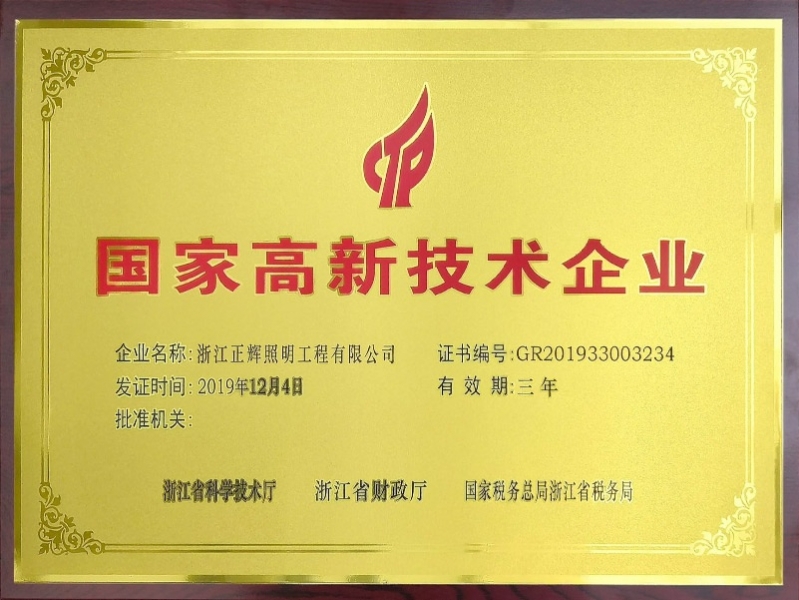 CTP
国家高新技术企业
企业名称:浙江正辉照明工程有限公司 证书编号:GR201933003234
发证时间:2019年12月4日 有 效 期:三 年
批准机关:
浙江省科学技术厅 浙江省财政厅 国家税务总局浙江省税务局